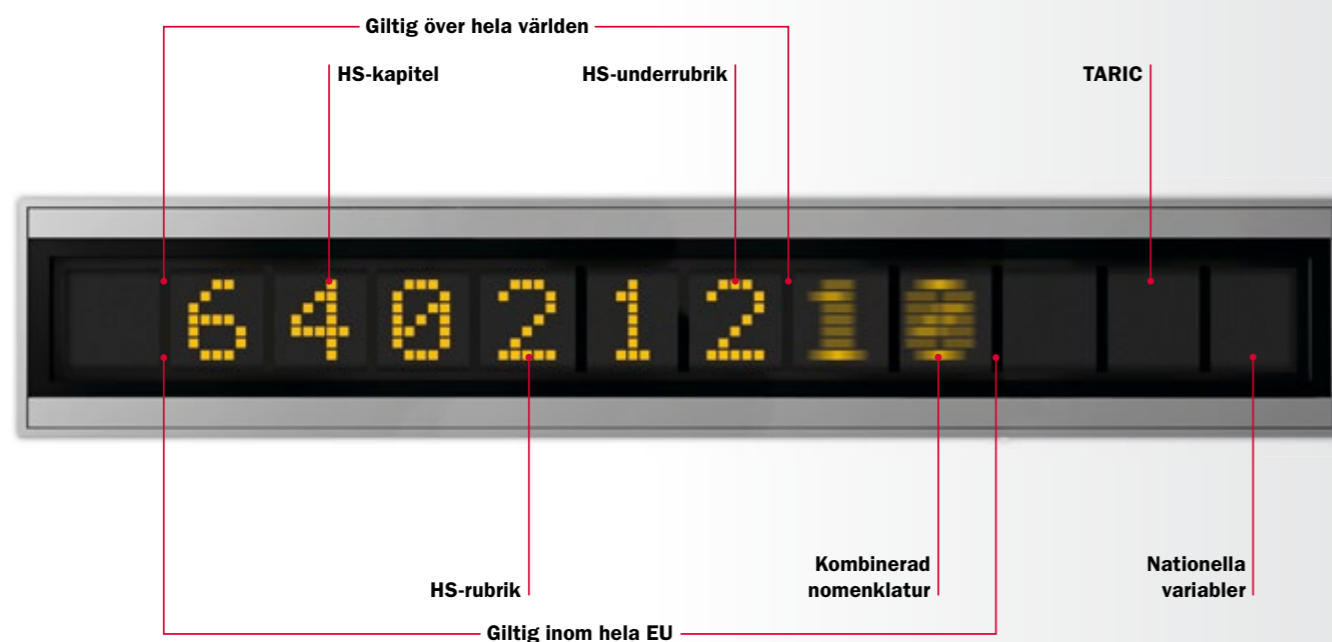 Giltig över hela världen
HS-kapitel
HS-underrubrik
TARIC
640212
HS-rubrik
Kombinerad
nomenklatur
Nationella
variabler
Giltig inom hela EU